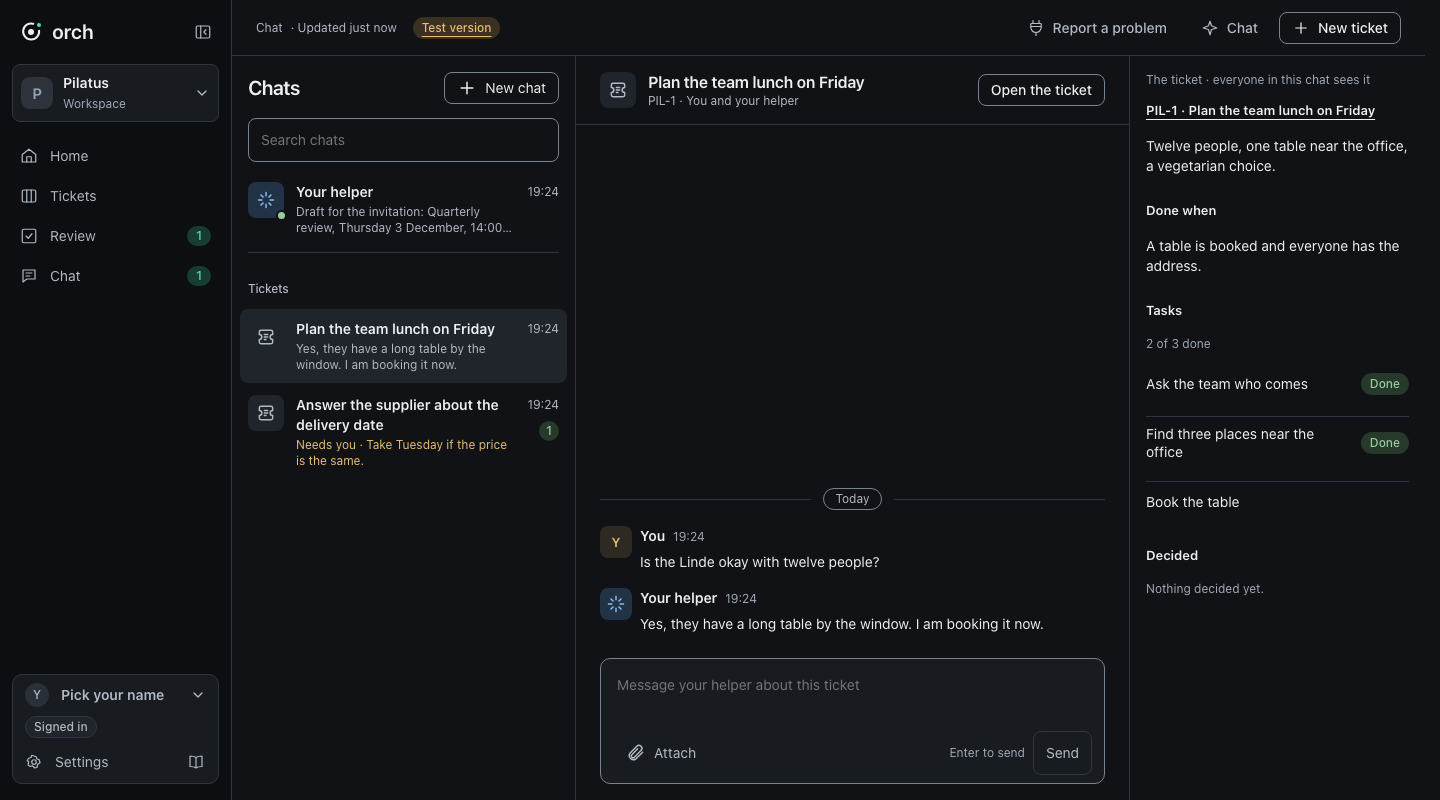 orch
P
Pilatus
Workspace
Home
Tickets
Review
1
Chat
1
Y
Pick your name
Signed in
Settings
Chat · Updated just now
Test version
Report a problem
Chat
New ticket
Chats
New chat
Search chats
Your helper
19:24
Draft for the invitation: Quarterly
review, Thursday 3 December, 14:00…
Tickets
Plan the team lunch on Friday
19:24
Yes, they have a long table by the
window. I am booking it now.
Answer the supplier about the
delivery date
19:24
1
Needs you · Take Tuesday if the price
is the same.
Plan the team lunch on Friday
PIL-1 · You and your helper
Open the ticket
Today
Y
You 19:24
Is the Linde okay with twelve people?
Your helper 19:24
Yes, they have a long table by the window. I am booking it now.
Message your helper about this ticket
Attach
Enter to send
Send
The ticket · everyone in this chat sees it
PIL-1 · Plan the team lunch on Friday
Twelve people, one table near the office,
a vegetarian choice.
Done when
A table is booked and everyone has the
address.
Tasks
2 of 3 done
Ask the team who comes
Done
Find three places near the
office
Done
Book the table
Decided
Nothing decided yet.